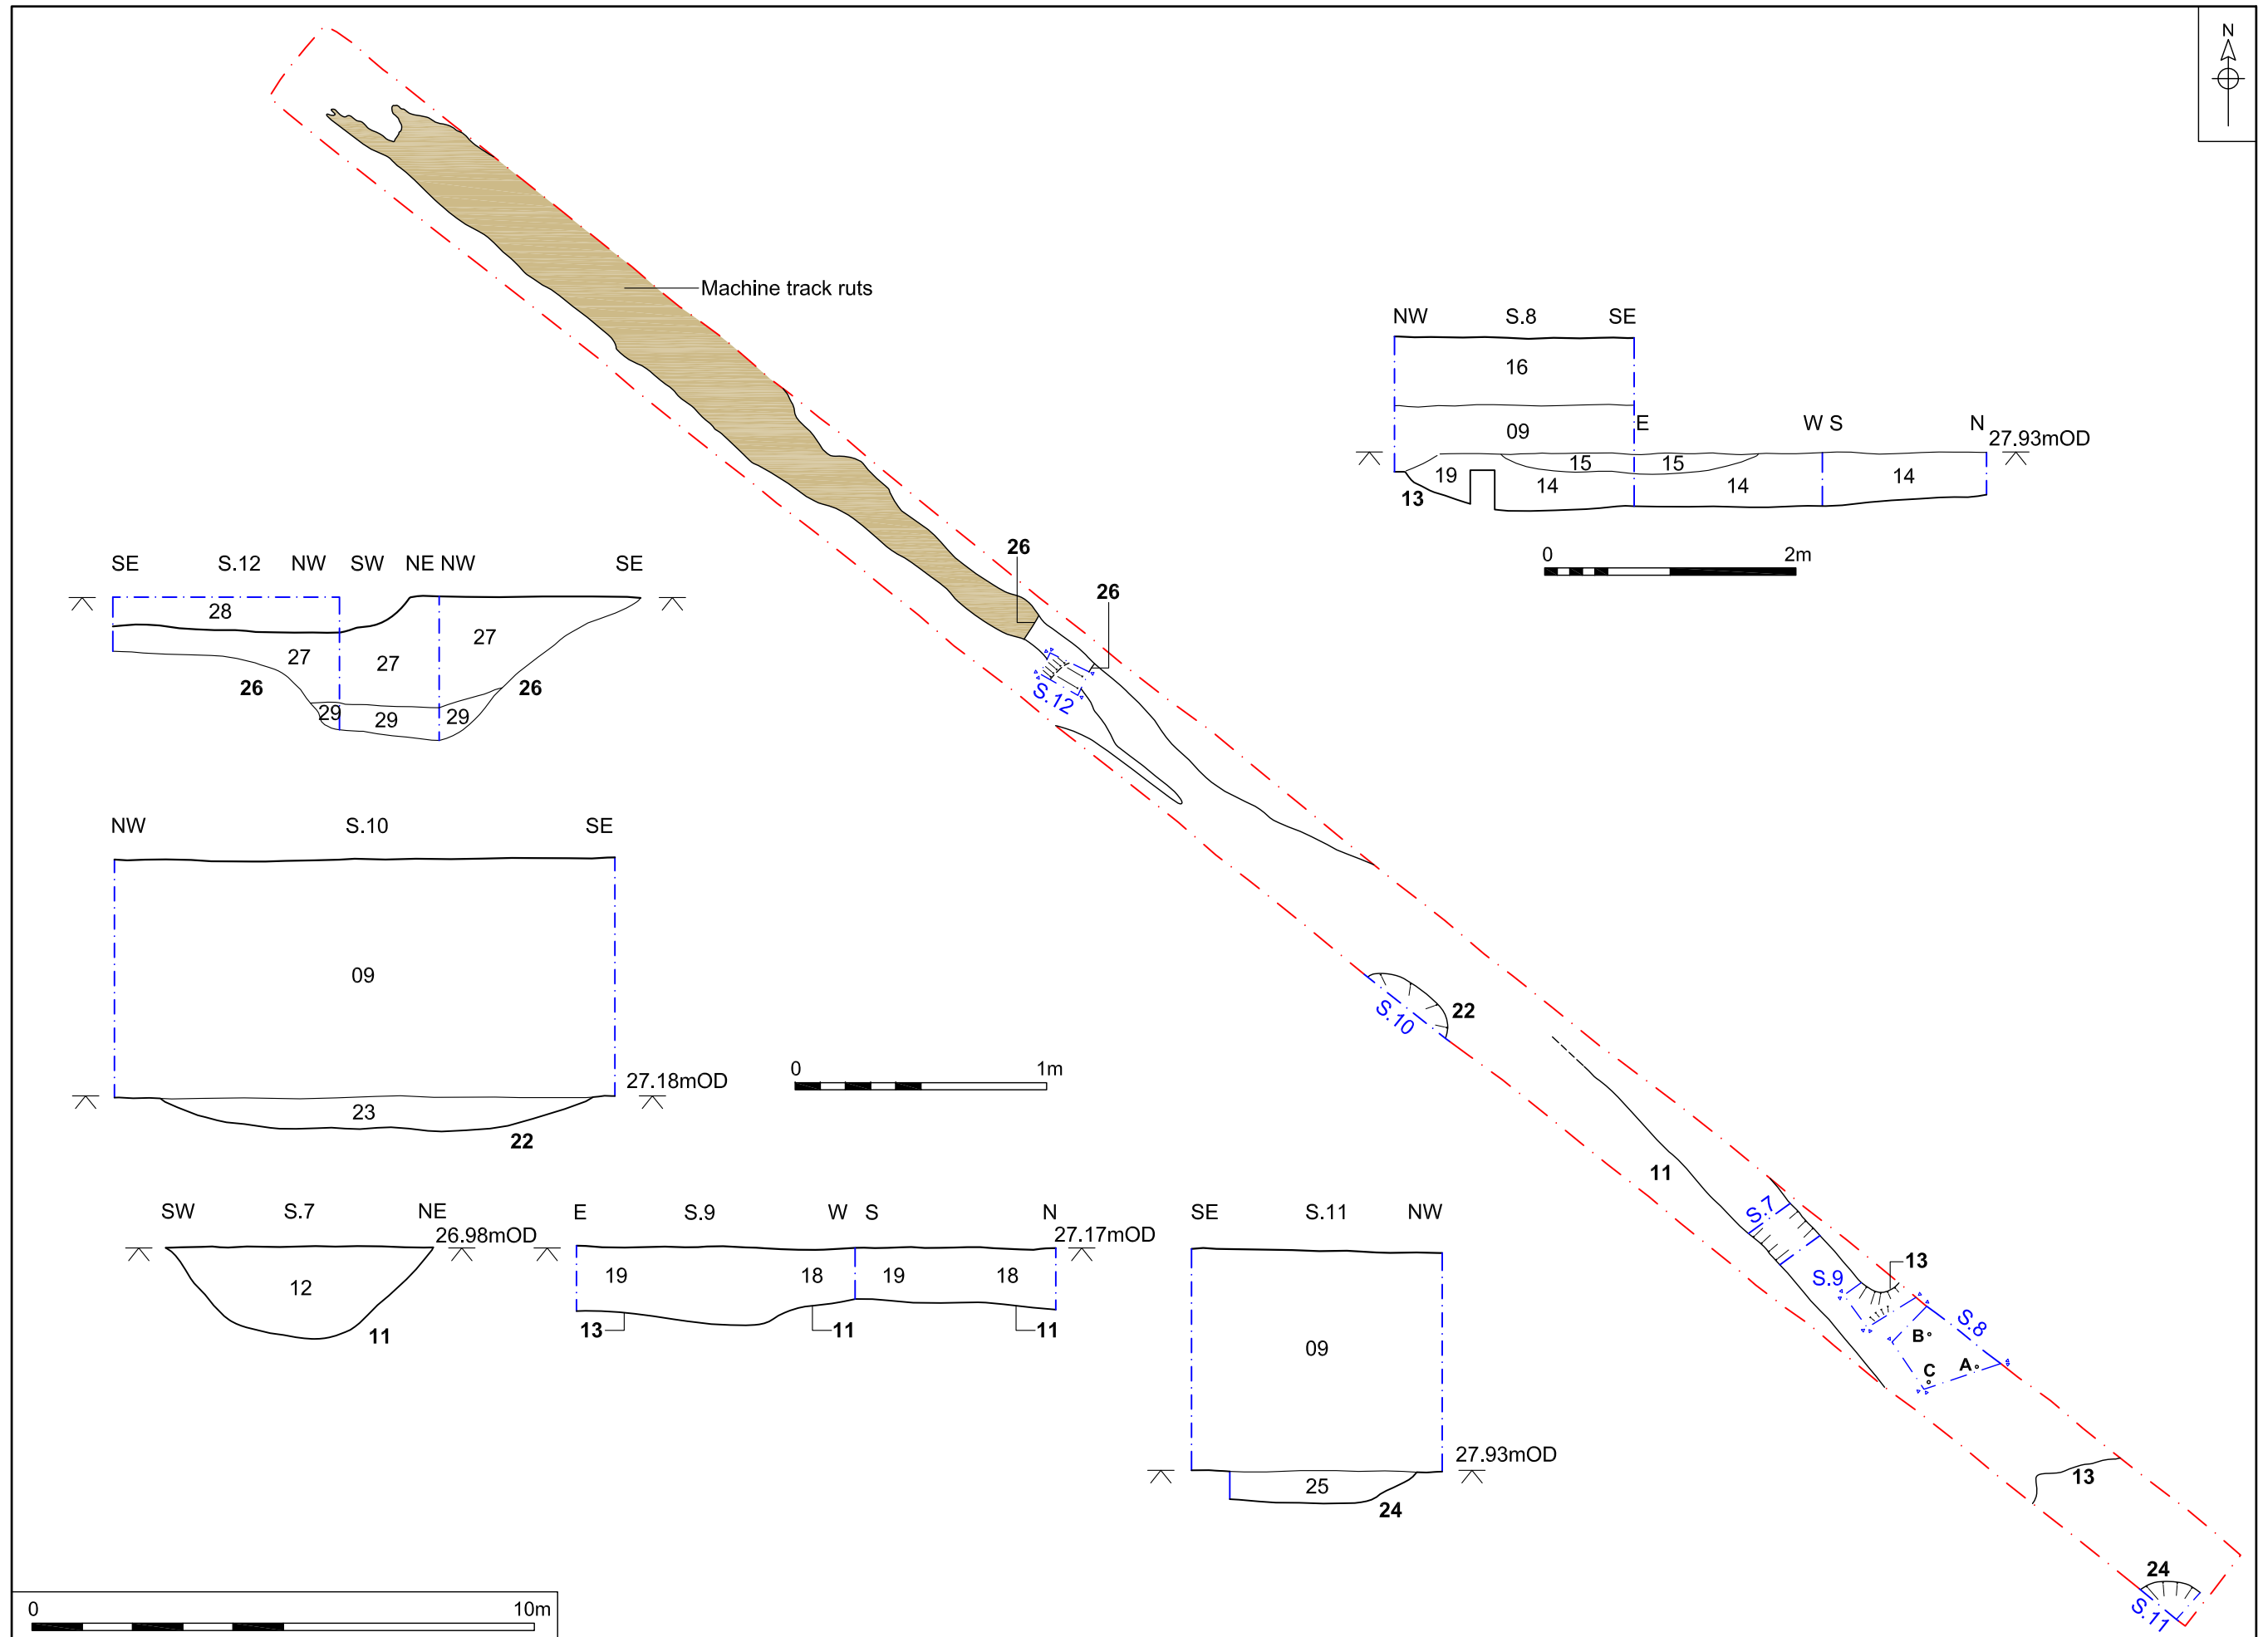 N
Machine track ruts
NW S.8 SE
16
09
E W S N
27.93mOD
15 15
19 14 14 14
13
0 2m
26
26
S.12
SE S.12 NW SW NE NW SE
28
27 27 27
26 26
29 29 29
NW S.10 SE
09
27.18mOD
23
22
0 1m
S.10
22
11
S.7
S.9
13
S.8
B
A
C
13
24
S.11
SW S.7 NE
26.98mOD
12
11
E S.9 W S N
27.17mOD
19 18 19 18
13 11 11
SE S.11 NW
09
27.93mOD
25
24
0 10m